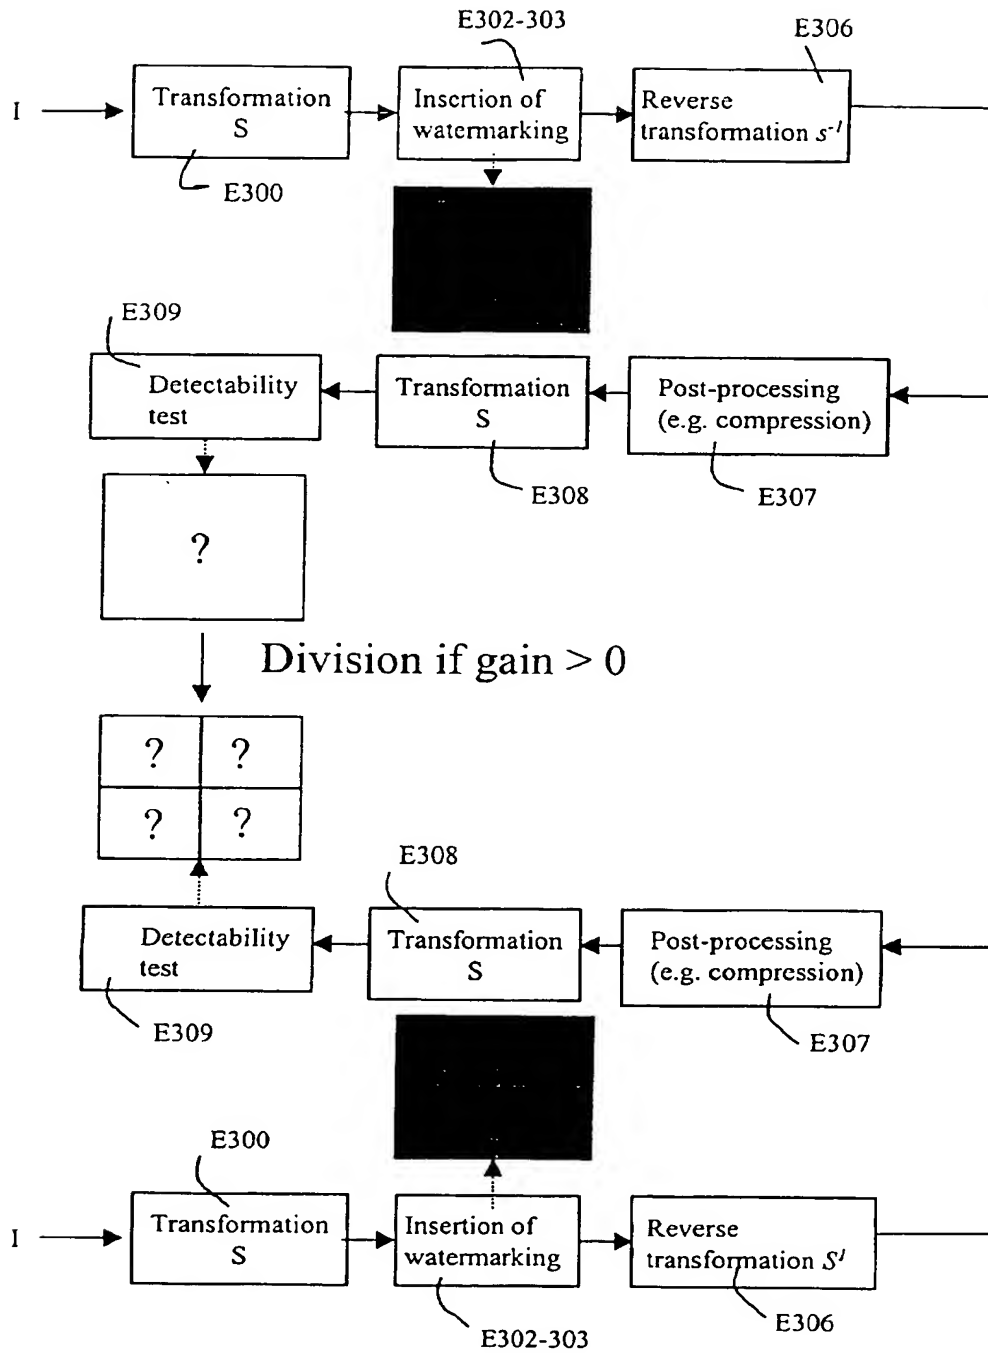 E302-303
E306
I
Transformation
S
Insertion of
watermarking
Reverse
transformation s⁻¹
E300
E309
Detectability
test
Transformation
S
Post-processing
(e.g. compression)
E308
E307
?
Division if gain > 0
? ?
? ?
E308
Detectability
test
Transformation
S
Post-processing
(e.g. compression)
E309
E307
E300
I
Transformation
S
Insertion of
watermarking
Reverse
transformation Sᴶ
E302-303
E306